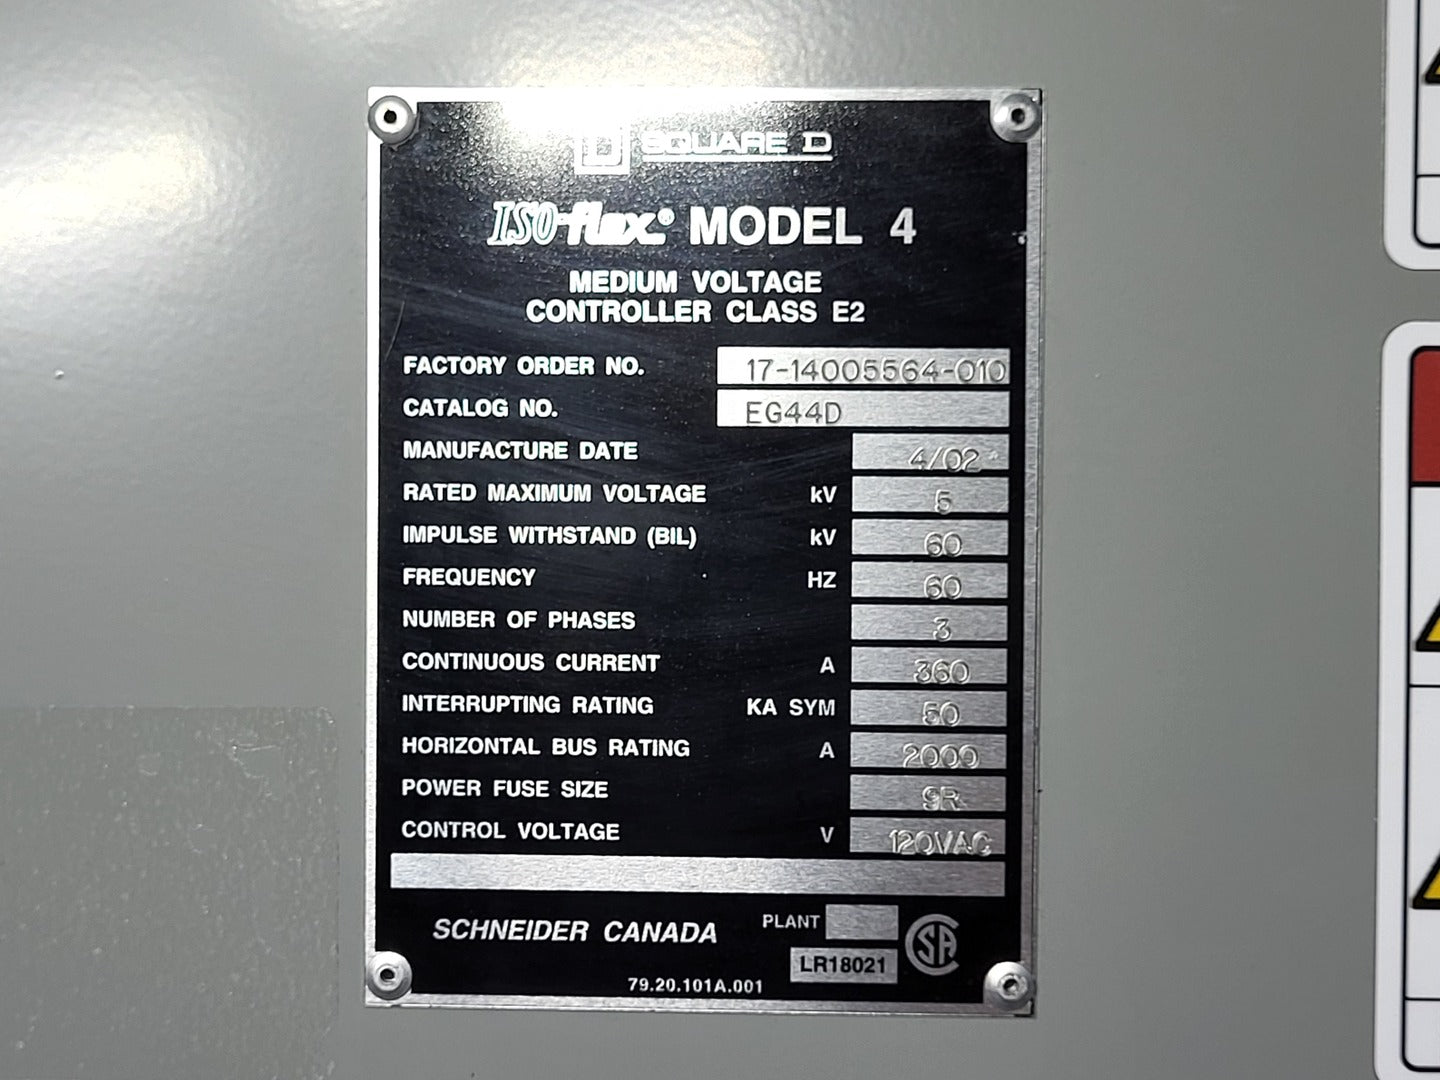 D SQUARE D
ISO-flex® MODEL 4
MEDIUM VOLTAGE
CONTROLLER CLASS E2
FACTORY ORDER NO. 17-14005564-010
CATALOG NO. EG44D
MANUFACTURE DATE 4/02
RATED MAXIMUM VOLTAGE kV 5
IMPULSE WITHSTAND (BIL) kV 60
FREQUENCY HZ 60
NUMBER OF PHASES 3
CONTINUOUS CURRENT A 360
INTERRUPTING RATING KA SYM 50
HORIZONTAL BUS RATING A 2000
POWER FUSE SIZE 9R
CONTROL VOLTAGE V 120VAC
SCHNEIDER CANADA PLANT
LR18021 CSA
79.20.101A.001